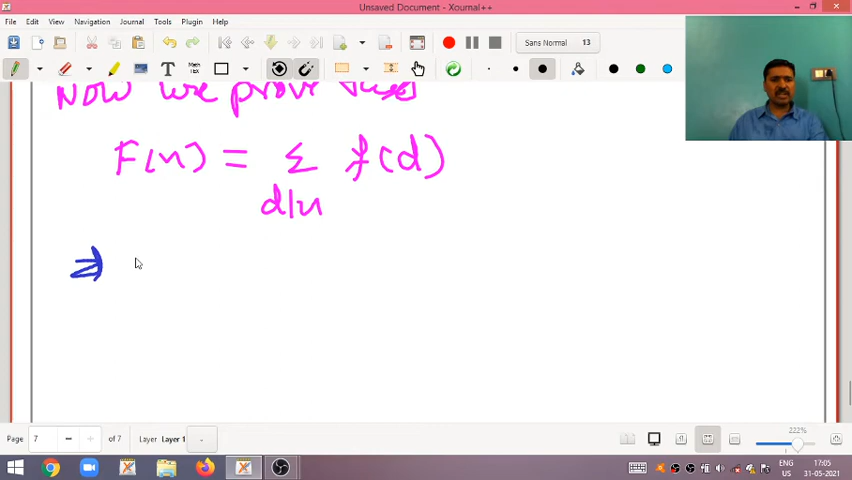 Unsaved Document - Xournal++
File Edit View Navigation Journal Tools Plugin Help
Sans Normal 13
Now we prove
F(n) = Σ f(d)
d|n
⇒
Page 7 of 7 Layer Layer 1
222%
ENG 17:05
US 31-05-2021